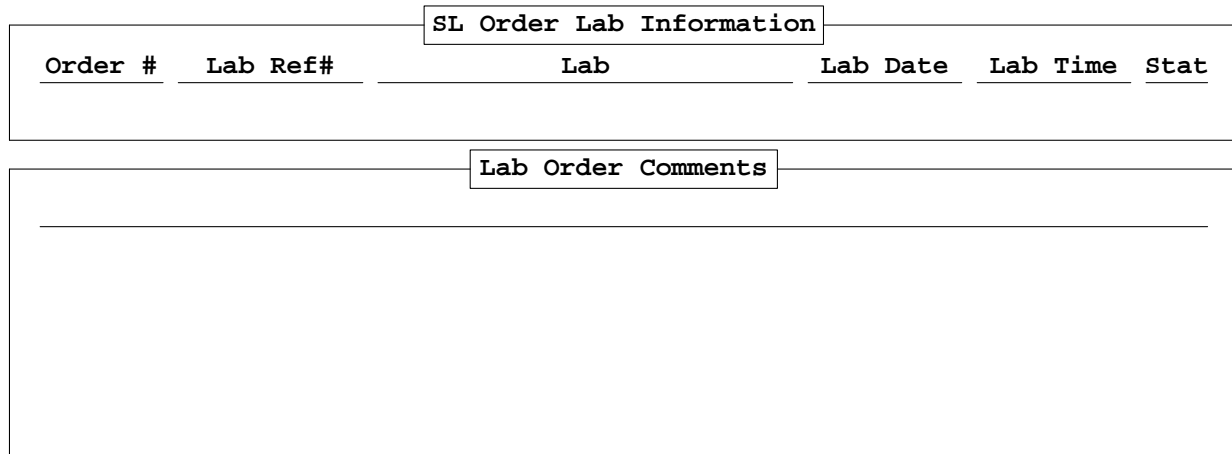 SL Order Lab Information
Order # Lab Ref# Lab Lab Date Lab Time Stat
Lab Order Comments